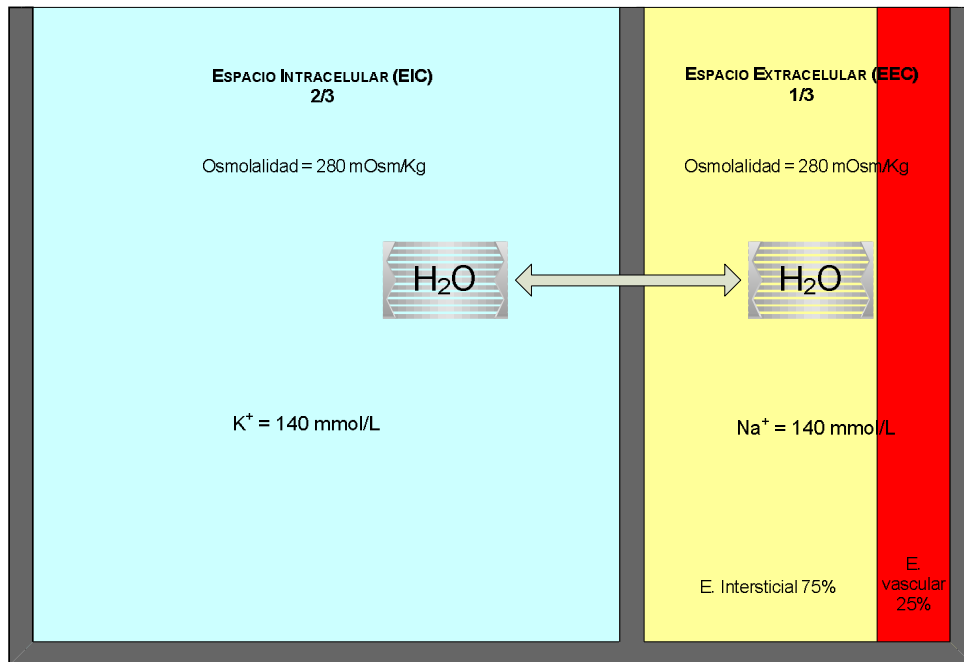 ESPACIO INTRACELULAR (EIC)
2/3
Osmolalidad = 280 mOsm/Kg
H₂O
K⁺ = 140 mmol/L
ESPACIO EXTRACELULAR (EEC)
1/3
Osmolalidad = 280 mOsm/Kg
H₂O
Na⁺ = 140 mmol/L
E. Intersticial 75%
E.
vascular
25%